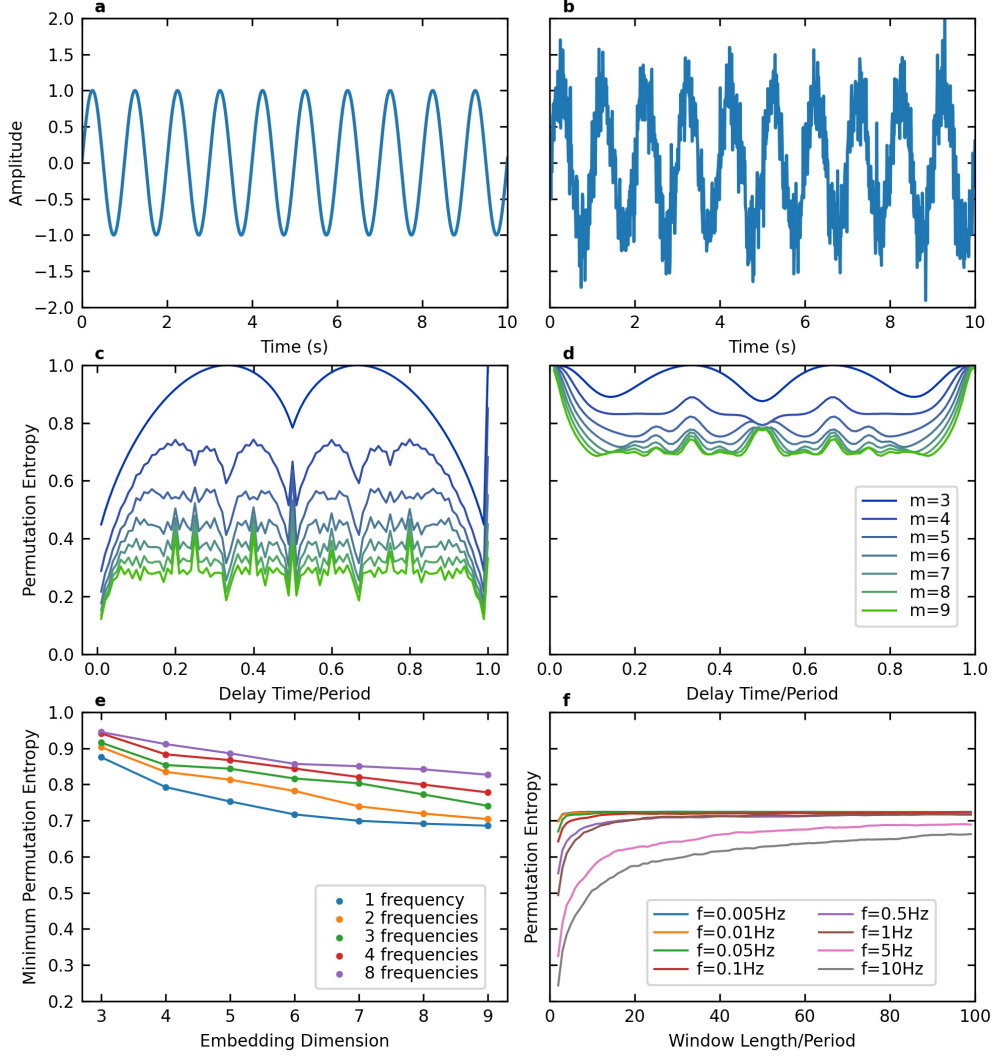 a
b
2.0
1.5
1.0
0.5
0.0
−0.5
−1.0
−1.5
−2.0
Amplitude
0 2 4 6 8 10
Time (s)
0 2 4 6 8 10
Time (s)
c
d
1.0
0.8
0.6
0.4
0.2
0.0
Permutation Entropy
0.0 0.2 0.4 0.6 0.8 1.0
Delay Time/Period
m=3
m=4
m=5
m=6
m=7
m=8
m=9
0.0 0.2 0.4 0.6 0.8 1.0
Delay Time/Period
e
f
1.0
0.9
0.8
0.7
0.6
0.5
0.4
0.3
0.2
Minimum Permutation Entropy
1 frequency
2 frequencies
3 frequencies
4 frequencies
8 frequencies
3 4 5 6 7 8 9
Embedding Dimension
Permutation Entropy
f=0.005Hz
f=0.01Hz
f=0.05Hz
f=0.1Hz
f=0.5Hz
f=1Hz
f=5Hz
f=10Hz
0 20 40 60 80 100
Window Length/Period